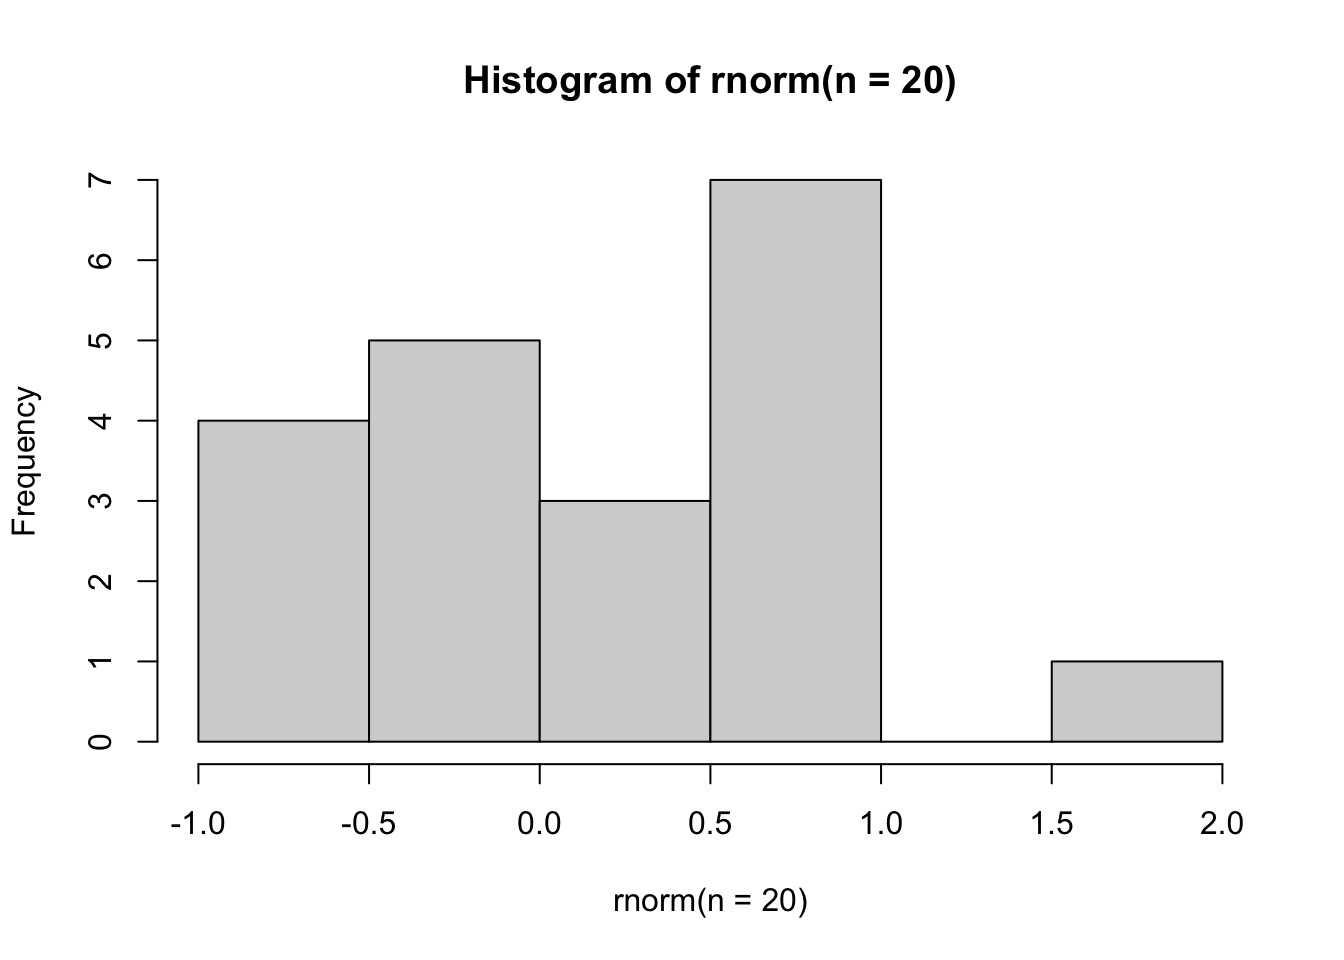 Histogram of rnorm(n = 20)
7
6
5
4
3
2
1
0
Frequency
-1.0 -0.5 0.0 0.5 1.0 1.5 2.0
rnorm(n = 20)